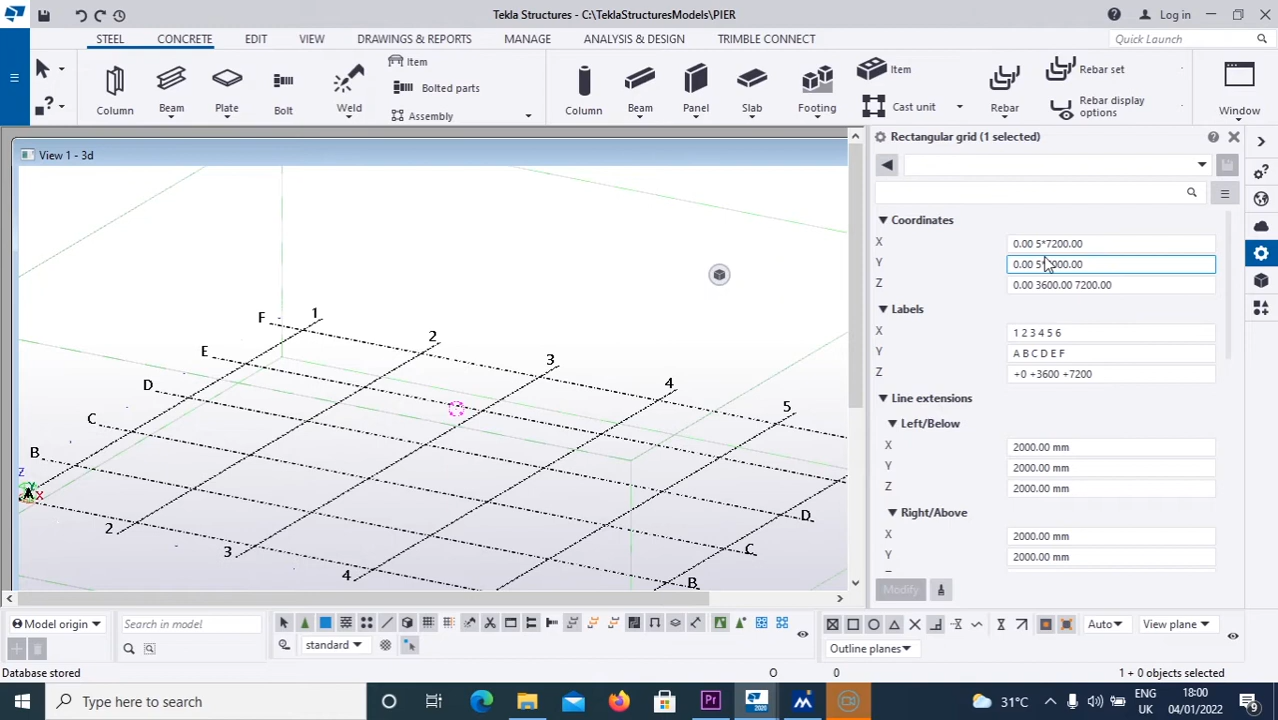 Tekla Structures - C:\TeklaStructuresModels\PIER
Log in
STEEL CONCRETE EDIT VIEW DRAWINGS & REPORTS MANAGE ANALYSIS & DESIGN TRIMBLE CONNECT
Quick Launch
Column Beam Plate Bolt Weld
Item
Bolted parts
Assembly
Column Beam Panel Slab Footing
Item
Cast unit
Rebar
Rebar set
Rebar display options
Window
View 1 - 3d
F 1
E 2
D 3
C 4
B 5
Z Y
A X
2
3
4
D
C
B
Rectangular grid (1 selected)
Coordinates
X 0.00 5*7200.00
Y 0.00
Z 0.00 3600.00 7200.00
Labels
X 1 2 3 4 5 6
Y A B C D E F
Z +0 +3600 +7200
Line extensions
Left/Below
X 2000.00 mm
Y 2000.00 mm
Z 2000.00 mm
Right/Above
X 2000.00 mm
Y 2000.00 mm
Modify
Model origin
Search in model
standard
Auto
View plane
Outline planes
Database stored
O 0 1 + 0 objects selected
Type here to search
31°C
ENG
UK
18:00
04/01/2022
9